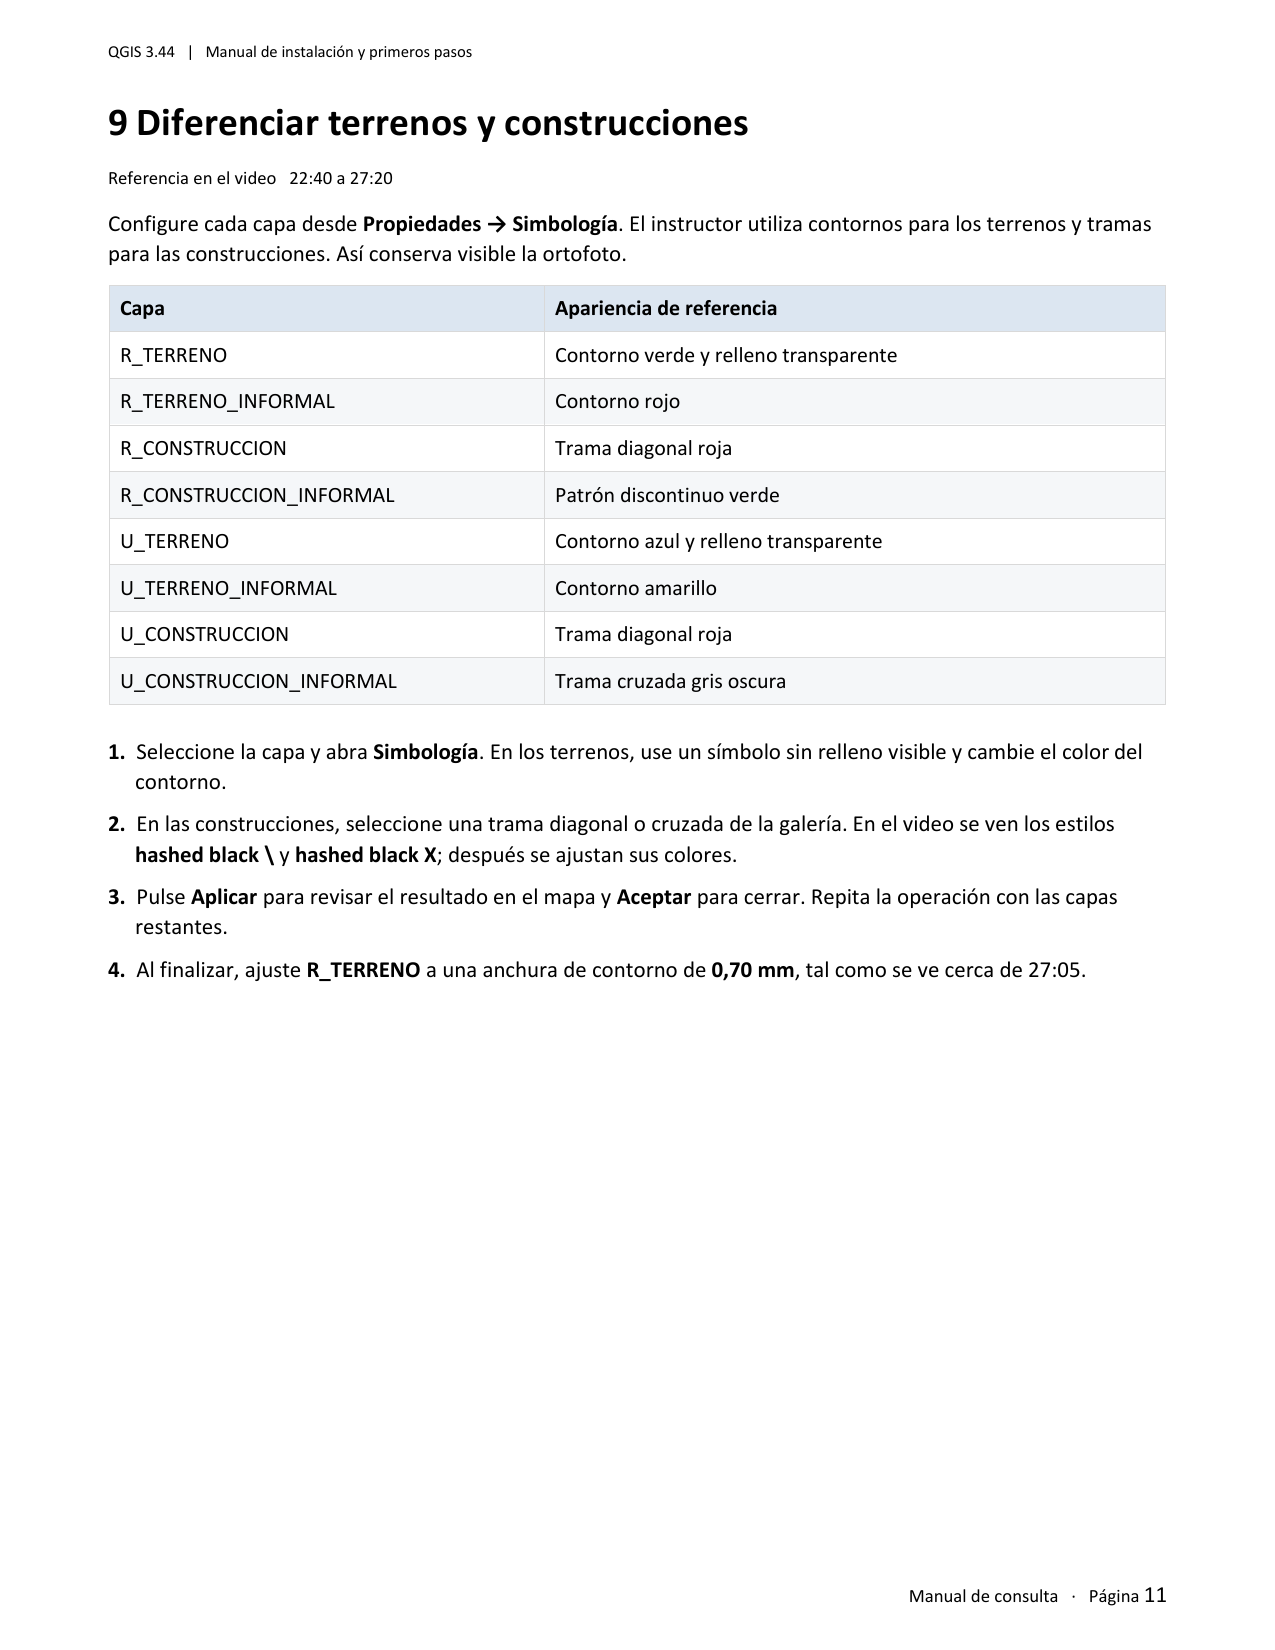 QGIS 3.44 | Manual de instalación y primeros pasos
9 Diferenciar terrenos y construcciones
Referencia en el video 22:40 a 27:20
Configure cada capa desde Propiedades → Simbología. El instructor utiliza contornos para los terrenos y tramas
para las construcciones. Así conserva visible la ortofoto.
Capa Apariencia de referencia
R_TERRENO Contorno verde y relleno transparente
R_TERRENO_INFORMAL Contorno rojo
R_CONSTRUCCION Trama diagonal roja
R_CONSTRUCCION_INFORMAL Patrón discontinuo verde
U_TERRENO Contorno azul y relleno transparente
U_TERRENO_INFORMAL Contorno amarillo
U_CONSTRUCCION Trama diagonal roja
U_CONSTRUCCION_INFORMAL Trama cruzada gris oscura
1. Seleccione la capa y abra Simbología. En los terrenos, use un símbolo sin relleno visible y cambie el color del
contorno.
2. En las construcciones, seleccione una trama diagonal o cruzada de la galería. En el video se ven los estilos
hashed black \ y hashed black X; después se ajustan sus colores.
3. Pulse Aplicar para revisar el resultado en el mapa y Aceptar para cerrar. Repita la operación con las capas
restantes.
4. Al finalizar, ajuste R_TERRENO a una anchura de contorno de 0,70 mm, tal como se ve cerca de 27:05.
Manual de consulta · Página 11